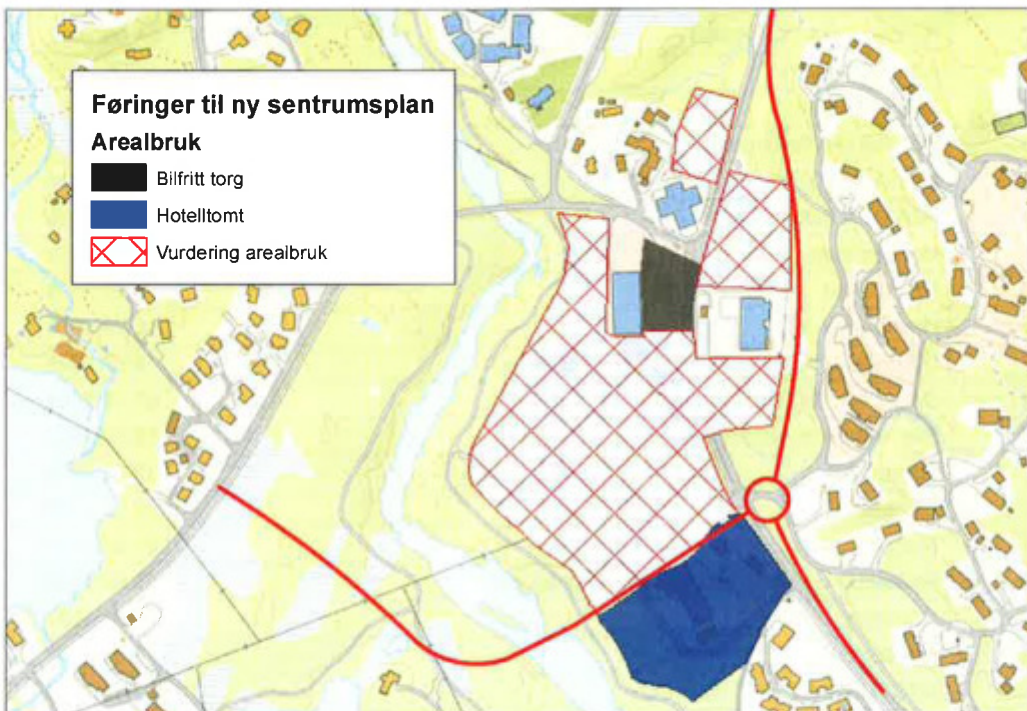 Føringer til ny sentrumsplan
Arealbruk
Bilfritt torg
Hotelltomt
Vurdering arealbruk